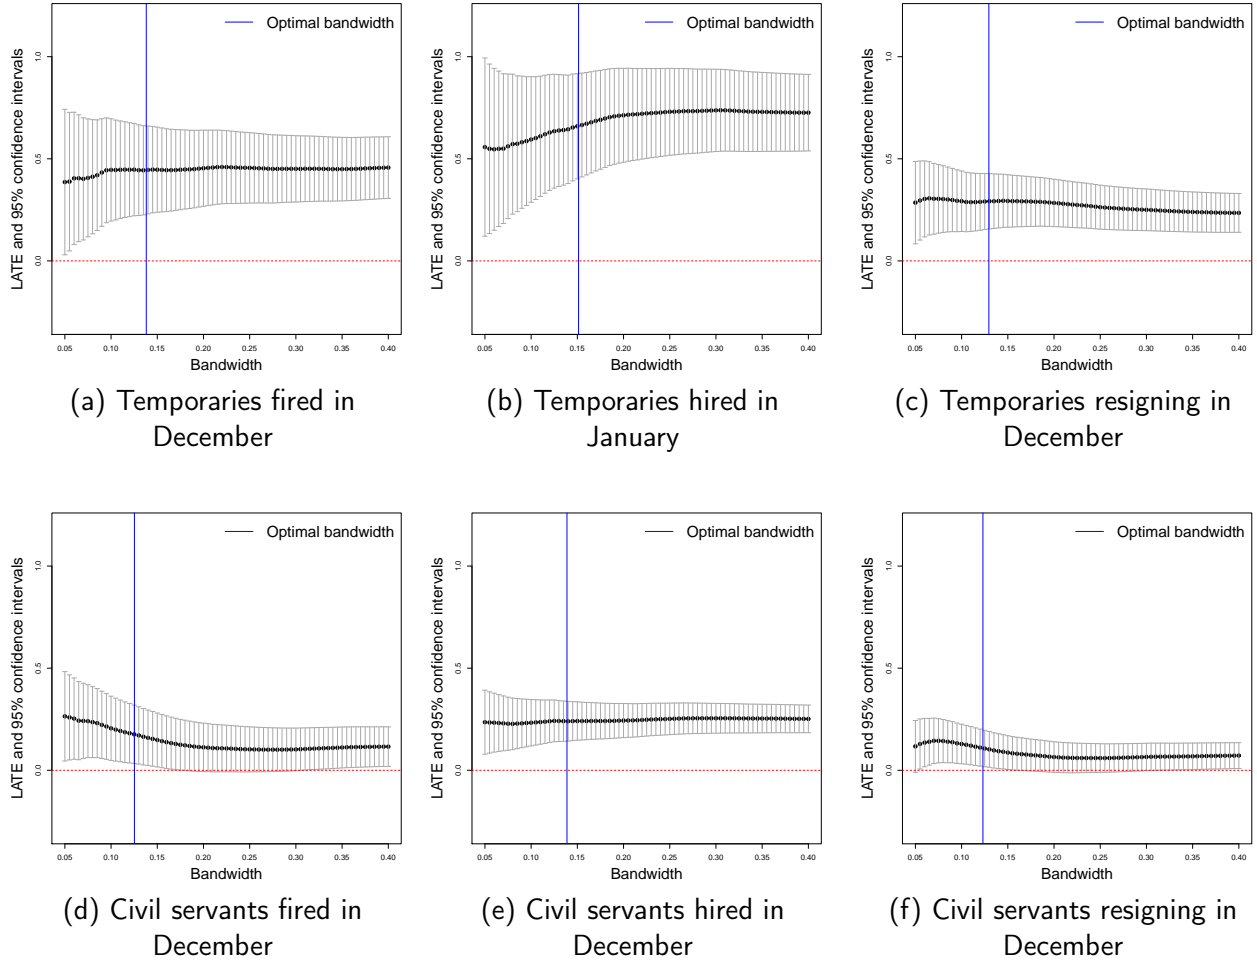 Optimal bandwidth
LATE and 95% confidence intervals
1.0
0.5
0.0
0.05 0.10 0.15 0.20 0.25 0.30 0.35 0.40
Bandwidth
(a) Temporaries fired in
December
Optimal bandwidth
LATE and 95% confidence intervals
1.0
0.5
0.0
0.05 0.10 0.15 0.20 0.25 0.30 0.35 0.40
Bandwidth
(b) Temporaries hired in
January
Optimal bandwidth
LATE and 95% confidence intervals
1.0
0.5
0.0
0.05 0.10 0.15 0.20 0.25 0.30 0.35 0.40
Bandwidth
(c) Temporaries resigning in
December
Optimal bandwidth
LATE and 95% confidence intervals
1.0
0.5
0.0
0.05 0.10 0.15 0.20 0.25 0.30 0.35 0.40
Bandwidth
(d) Civil servants fired in
December
Optimal bandwidth
LATE and 95% confidence intervals
1.0
0.5
0.0
0.05 0.10 0.15 0.20 0.25 0.30 0.35 0.40
Bandwidth
(e) Civil servants hired in
December
Optimal bandwidth
LATE and 95% confidence intervals
1.0
0.5
0.0
0.05 0.10 0.15 0.20 0.25 0.30 0.35 0.40
Bandwidth
(f) Civil servants resigning in
December